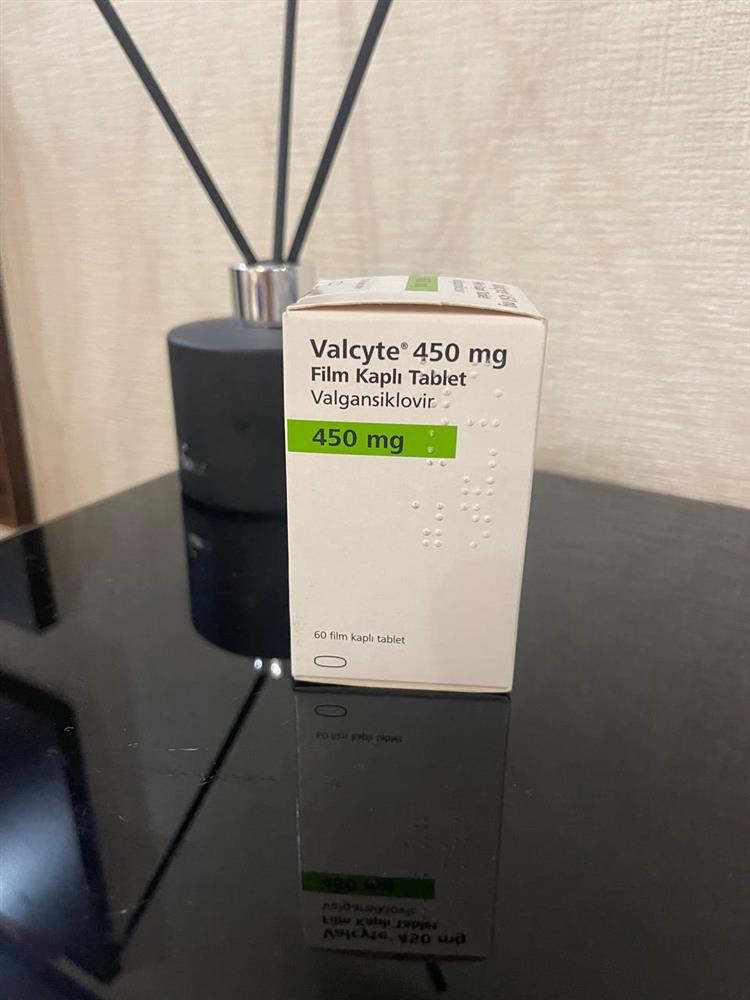 Valcyte® 450 mg
Film Kaplı Tablet
Valgansiklovir
450 mg
60 film kaplı tablet